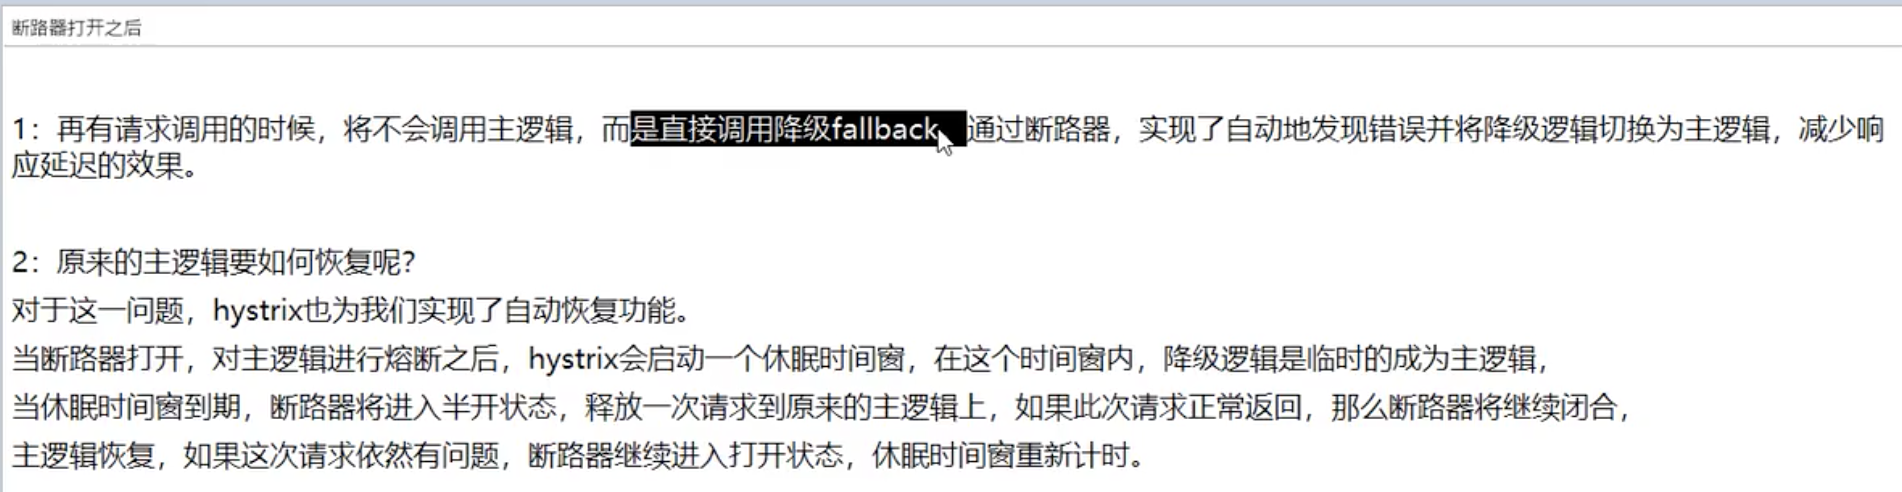 断路器打开之后
1：再有请求调用的时候，将不会调用主逻辑，而是直接调用降级fallback。通过断路器，实现了自动地发现错误并将降级逻辑切换为主逻辑，减少响
应延迟的效果。
2：原来的主逻辑要如何恢复呢？
对于这一问题，hystrix也为我们实现了自动恢复功能。
当断路器打开，对主逻辑进行熔断之后，hystrix会启动一个休眠时间窗，在这个时间窗内，降级逻辑是临时的成为主逻辑，
当休眠时间窗到期，断路器将进入半开状态，释放一次请求到原来的主逻辑上，如果此次请求正常返回，那么断路器将继续闭合，
主逻辑恢复，如果这次请求依然有问题，断路器继续进入打开状态，休眠时间窗重新计时。